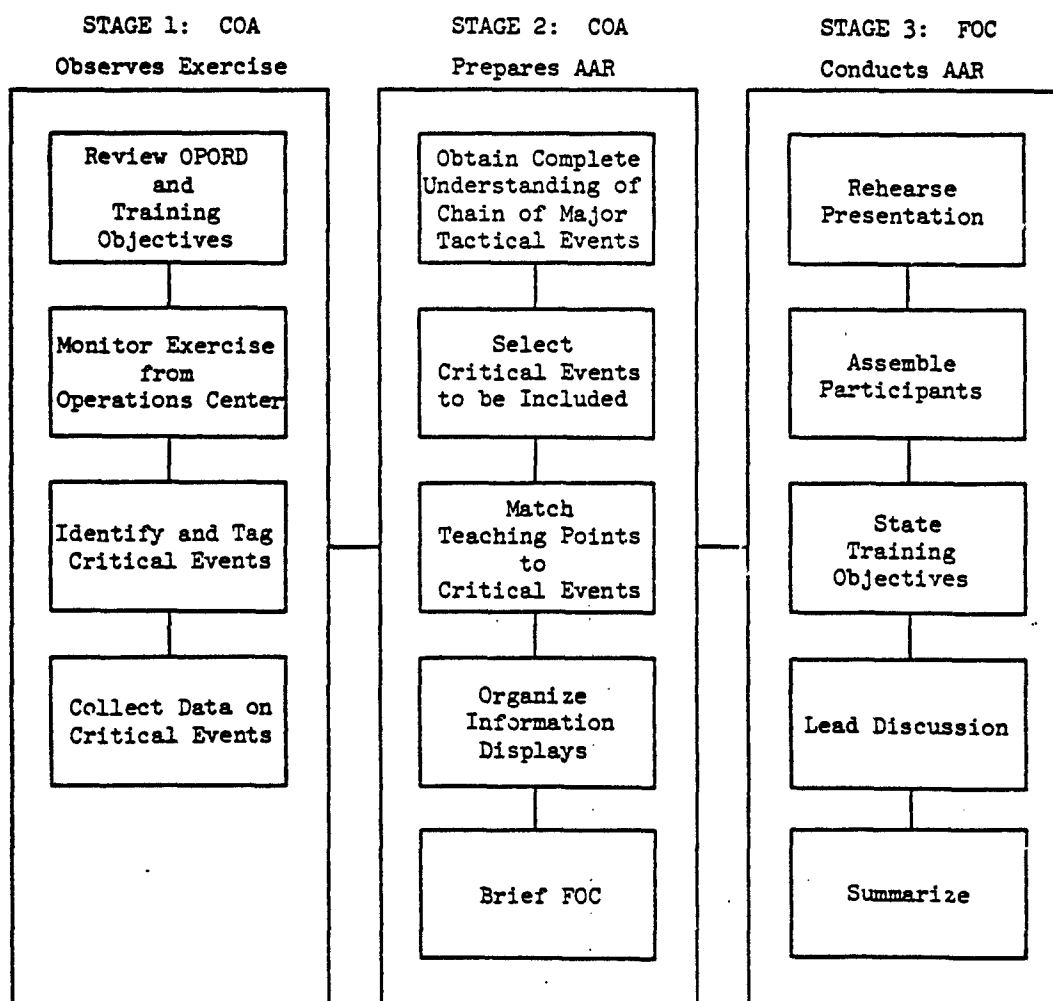 STAGE 1: COA
Observes Exercise
Review OPORD
and
Training
Objectives
Monitor Exercise
from
Operations Center
Identify and Tag
Critical Events
Collect Data on
Critical Events
STAGE 2: COA
Prepares AAR
Obtain Complete
Understanding of
Chain of Major
Tactical Events
Select
Critical Events
to be Included
Match
Teaching Points
to
Critical Events
Organize
Information
Displays
Brief FOC
STAGE 3: FOC
Conducts AAR
Rehearse
Presentation
Assemble
Participants
State
Training
Objectives
Lead Discussion
Summarize